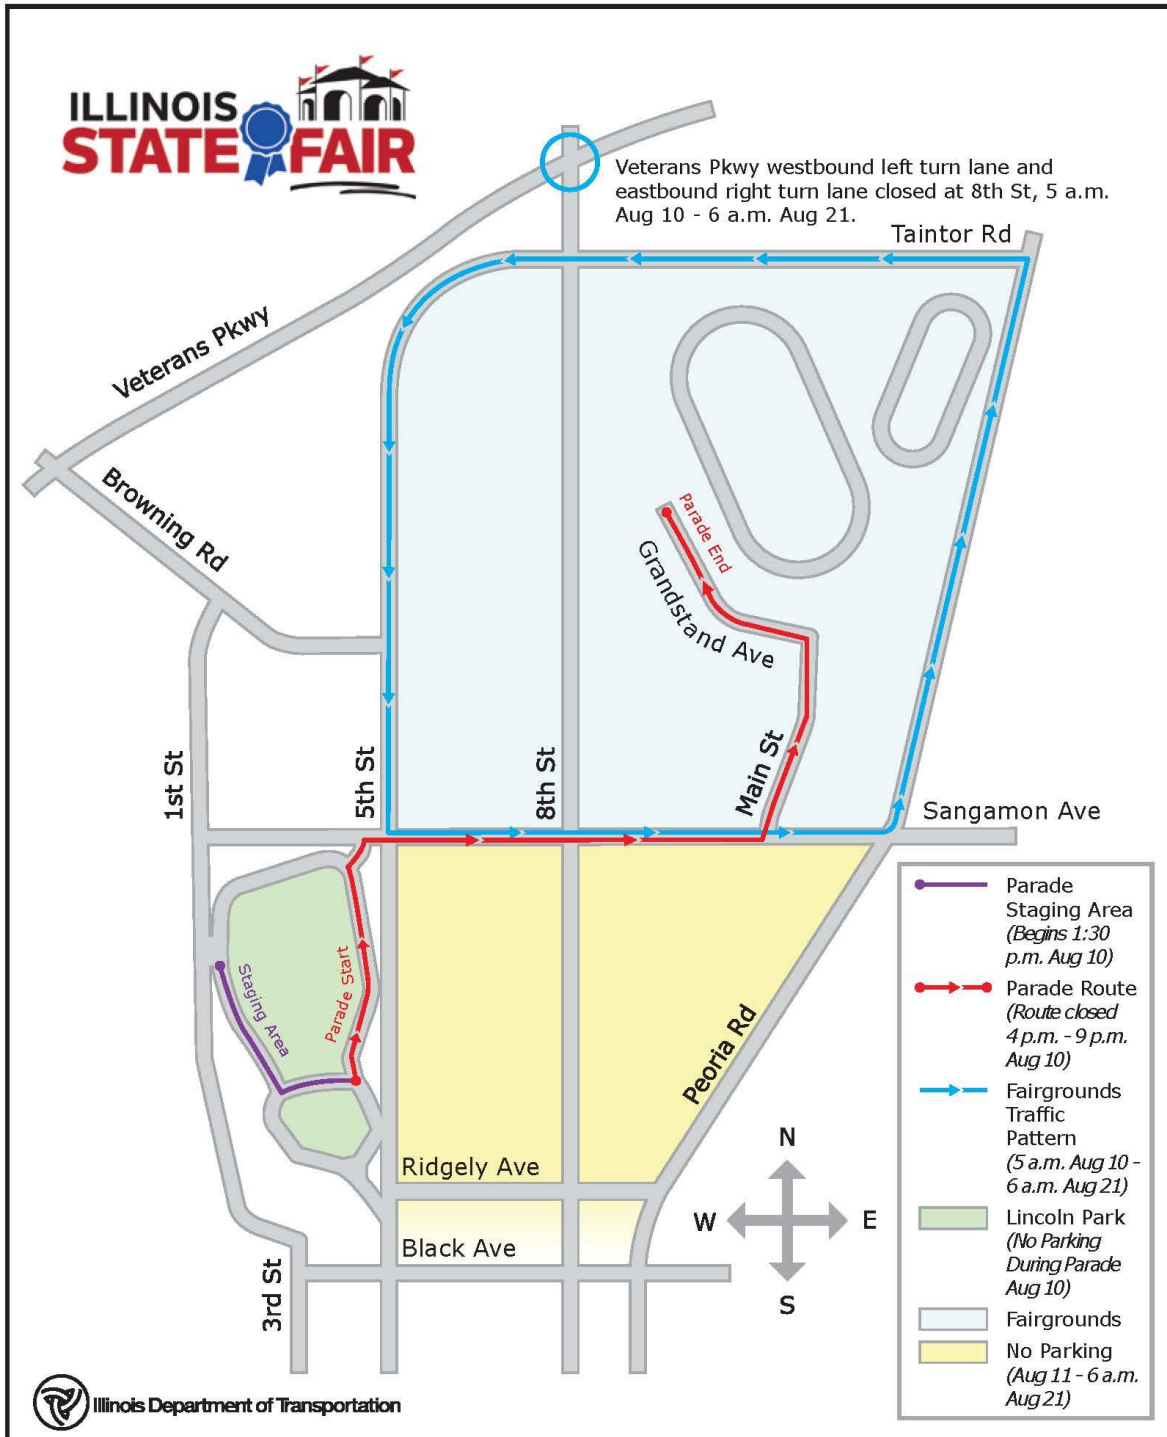 ILLINOIS
STATE FAIR
Veterans Pkwy westbound left turn lane and
eastbound right turn lane closed at 8th St, 5 a.m.
Aug 10 - 6 a.m. Aug 21.
Taintor Rd
Veterans Pkwy
Browning Rd
Parade End
Grandstand Ave
1st St
5th St
8th St
Main St
Sangamon Ave
Staging Area
Parade Start
Peoria Rd
Ridgely Ave
Black Ave
3rd St
N
W
E
S
Parade
Staging Area
(Begins 1:30
p.m. Aug 10)
Parade Route
(Route closed
4 p.m. - 9 p.m.
Aug 10)
Fairgrounds
Traffic
Pattern
(5 a.m. Aug 10 -
6 a.m. Aug 21)
Lincoln Park
(No Parking
During Parade
Aug 10)
Fairgrounds
No Parking
(Aug 11 - 6 a.m.
Aug 21)
Illinois Department of Transportation